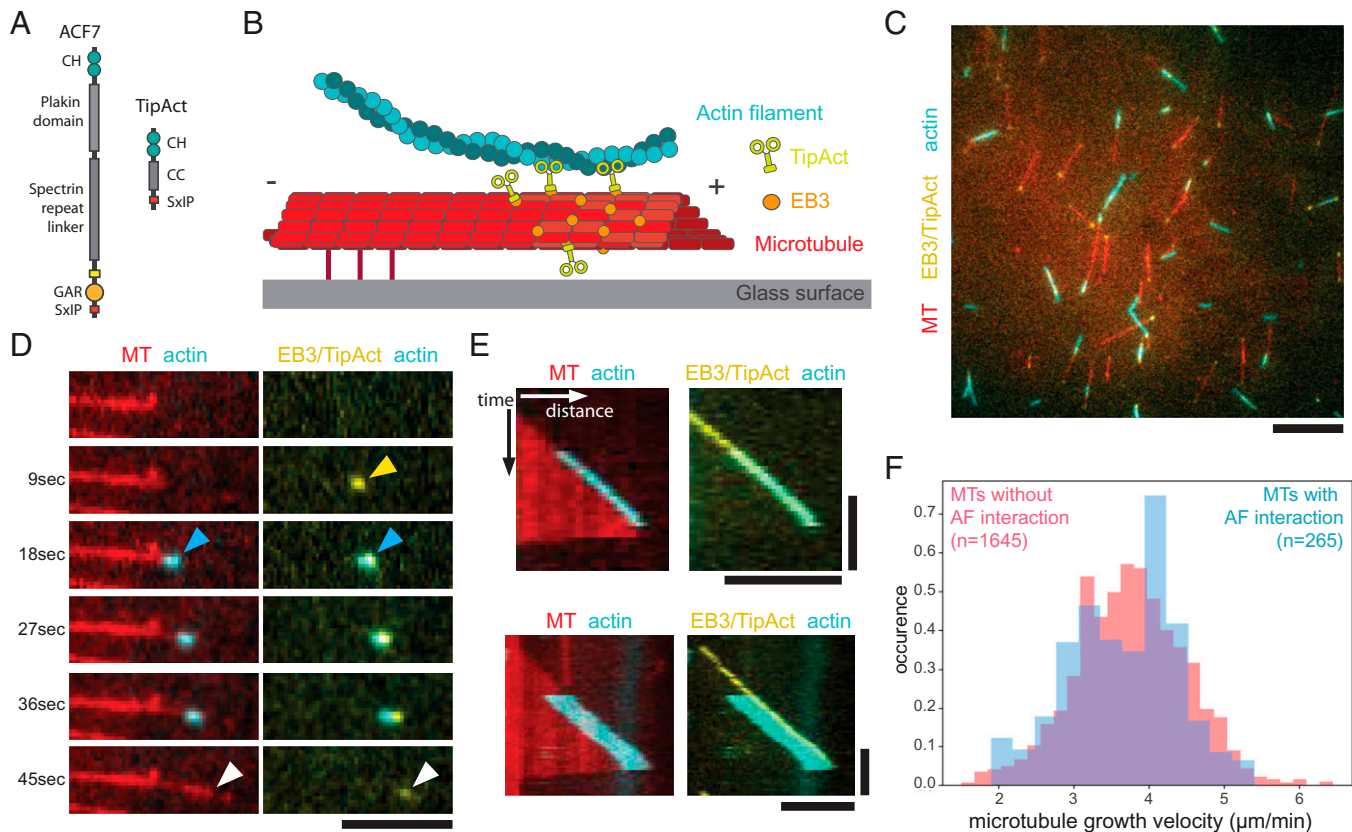 A
ACF7
CH
Plakin
domain
Spectrin
repeat
linker
GAR
SxIP
TipAct
CH
CC
SxIP
B
Actin filament
TipAct
EB3
Microtubule
-
+
Glass surface
C
MT EB3/TipAct actin
D
MT actin
EB3/TipAct actin
9sec
18sec
27sec
36sec
45sec
E
MT actin
EB3/TipAct actin
time
distance
MT actin
EB3/TipAct actin
F
MTs without
AF interaction
(n=1645)
MTs with
AF interaction
(n=265)
occurence
0.7
0.6
0.5
0.4
0.3
0.2
0.1
0.0
2 3 4 5 6
microtubule growth velocity (µm/min)